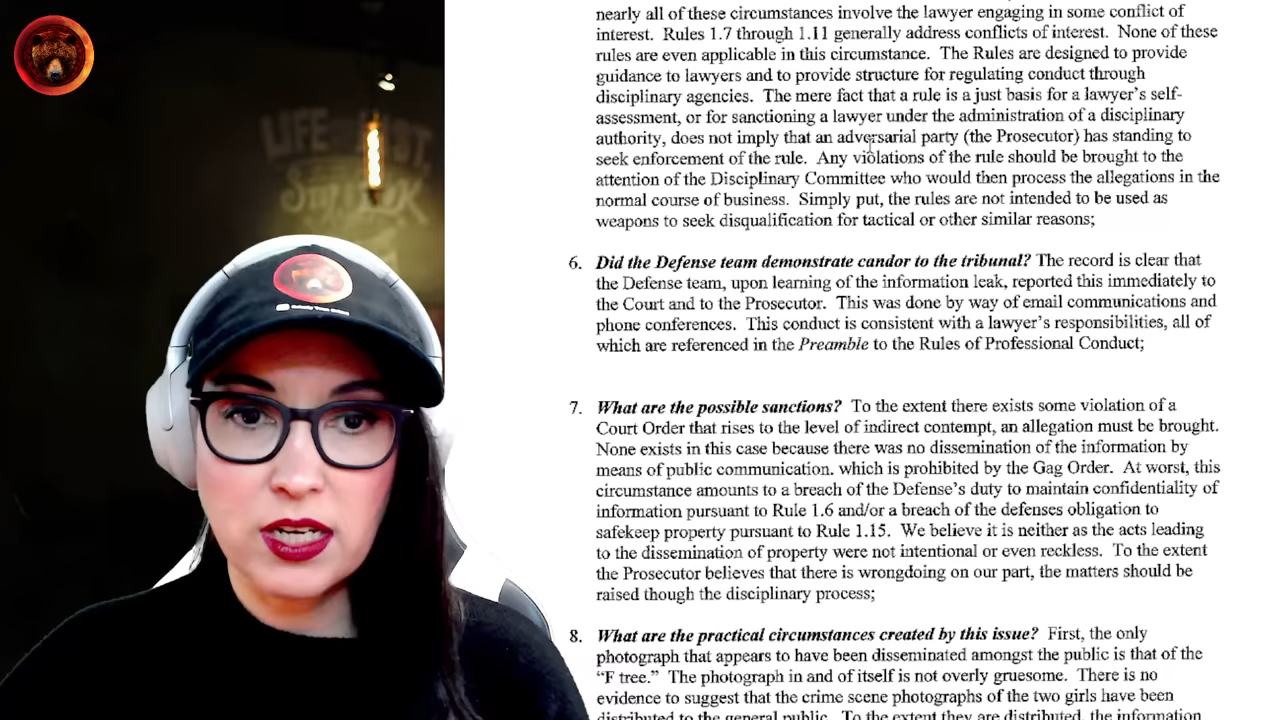 LIFE
nearly all of these circumstances involve the lawyer engaging in some conflict of
interest. Rules 1.7 through 1.11 generally address conflicts of interest. None of these
rules are even applicable in this circumstance. The Rules are designed to provide
guidance to lawyers and to provide structure for regulating conduct through
disciplinary agencies. The mere fact that a rule is a just basis for a lawyer's self-
assessment, or for sanctioning a lawyer under the administration of a disciplinary
authority, does not imply that an adversarial party (the Prosecutor) has standing to
seek enforcement of the rule. Any violations of the rule should be brought to the
attention of the Disciplinary Committee who would then process the allegations in the
normal course of business. Simply put, the rules are not intended to be used as
weapons to seek disqualification for tactical or other similar reasons;
6. Did the Defense team demonstrate candor to the tribunal? The record is clear that
the Defense team, upon learning of the information leak, reported this immediately to
the Court and to the Prosecutor. This was done by way of email communications and
phone conferences. This conduct is consistent with a lawyer's responsibilities, all of
which are referenced in the Preamble to the Rules of Professional Conduct;
7. What are the possible sanctions? To the extent there exists some violation of a
Court Order that rises to the level of indirect contempt, an allegation must be brought.
None exists in this case because there was no dissemination of the information by
means of public communication. which is prohibited by the Gag Order. At worst, this
circumstance amounts to a breach of the Defense's duty to maintain confidentiality of
information pursuant to Rule 1.6 and/or a breach of the defenses obligation to
safekeep property pursuant to Rule 1.15. We believe it is neither as the acts leading
to the dissemination of property were not intentional or even reckless. To the extent
the Prosecutor believes that there is wrongdoing on our part, the matters should be
raised though the disciplinary process;
8. What are the practical circumstances created by this issue? First, the only
photograph that appears to have been disseminated amongst the public is that of the
"F tree." The photograph in and of itself is not overly gruesome. There is no
evidence to suggest that the crime scene photographs of the two girls have been
distributed to the general public. To the extent they are distributed, the information